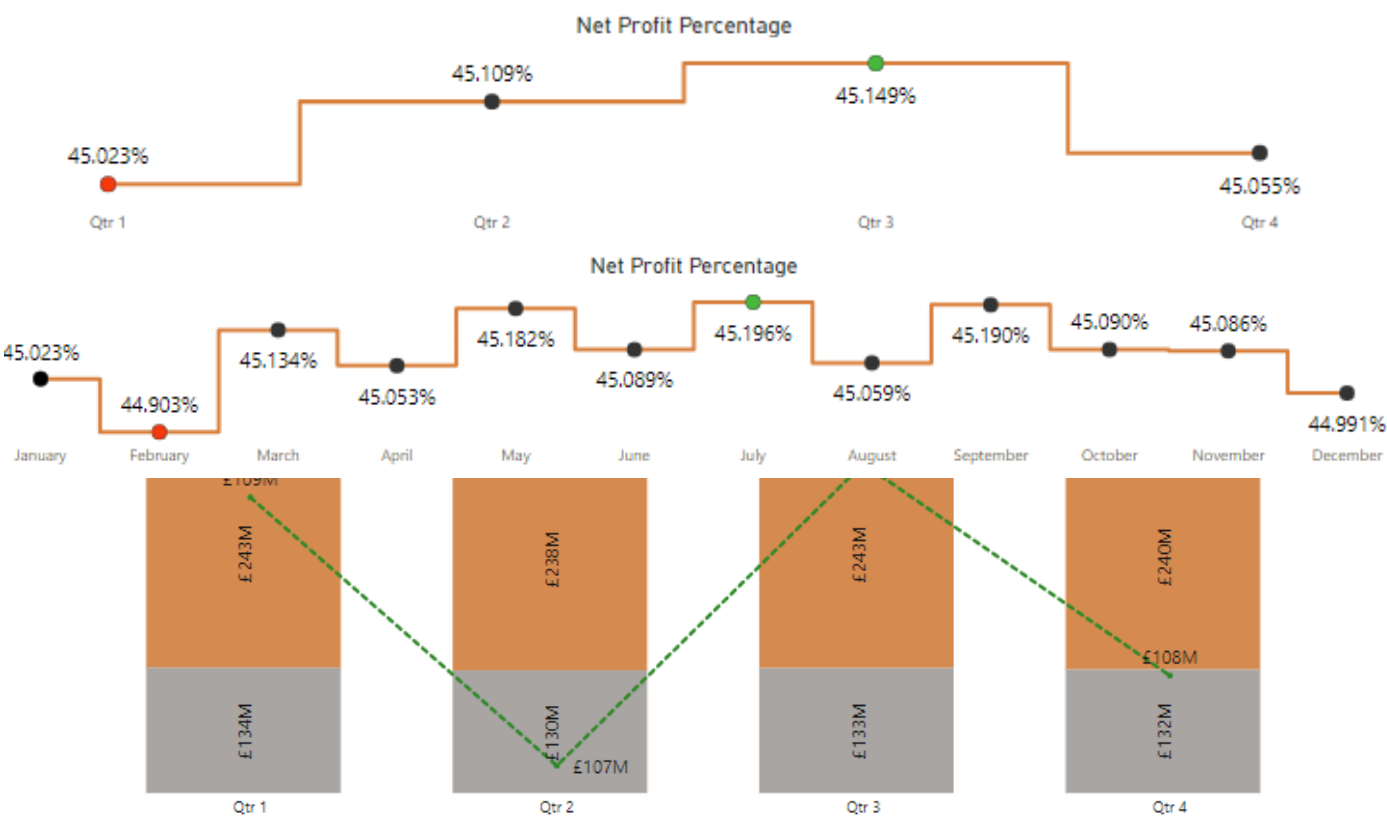 Net Profit Percentage
45.023%
45.109%
45.149%
45.055%
Qtr 1
Qtr 2
Qtr 3
Qtr 4
Net Profit Percentage
45.023%
44.903%
45.134%
45.053%
45.182%
45.089%
45.196%
45.059%
45.190%
45.090%
45.086%
44.991%
January
February
March
April
May
June
July
August
September
October
November
December
£109M
£243M
£238M
£243M
£240M
£108M
£134M
£130M
£133M
£132M
£107M
Qtr 1
Qtr 2
Qtr 3
Qtr 4